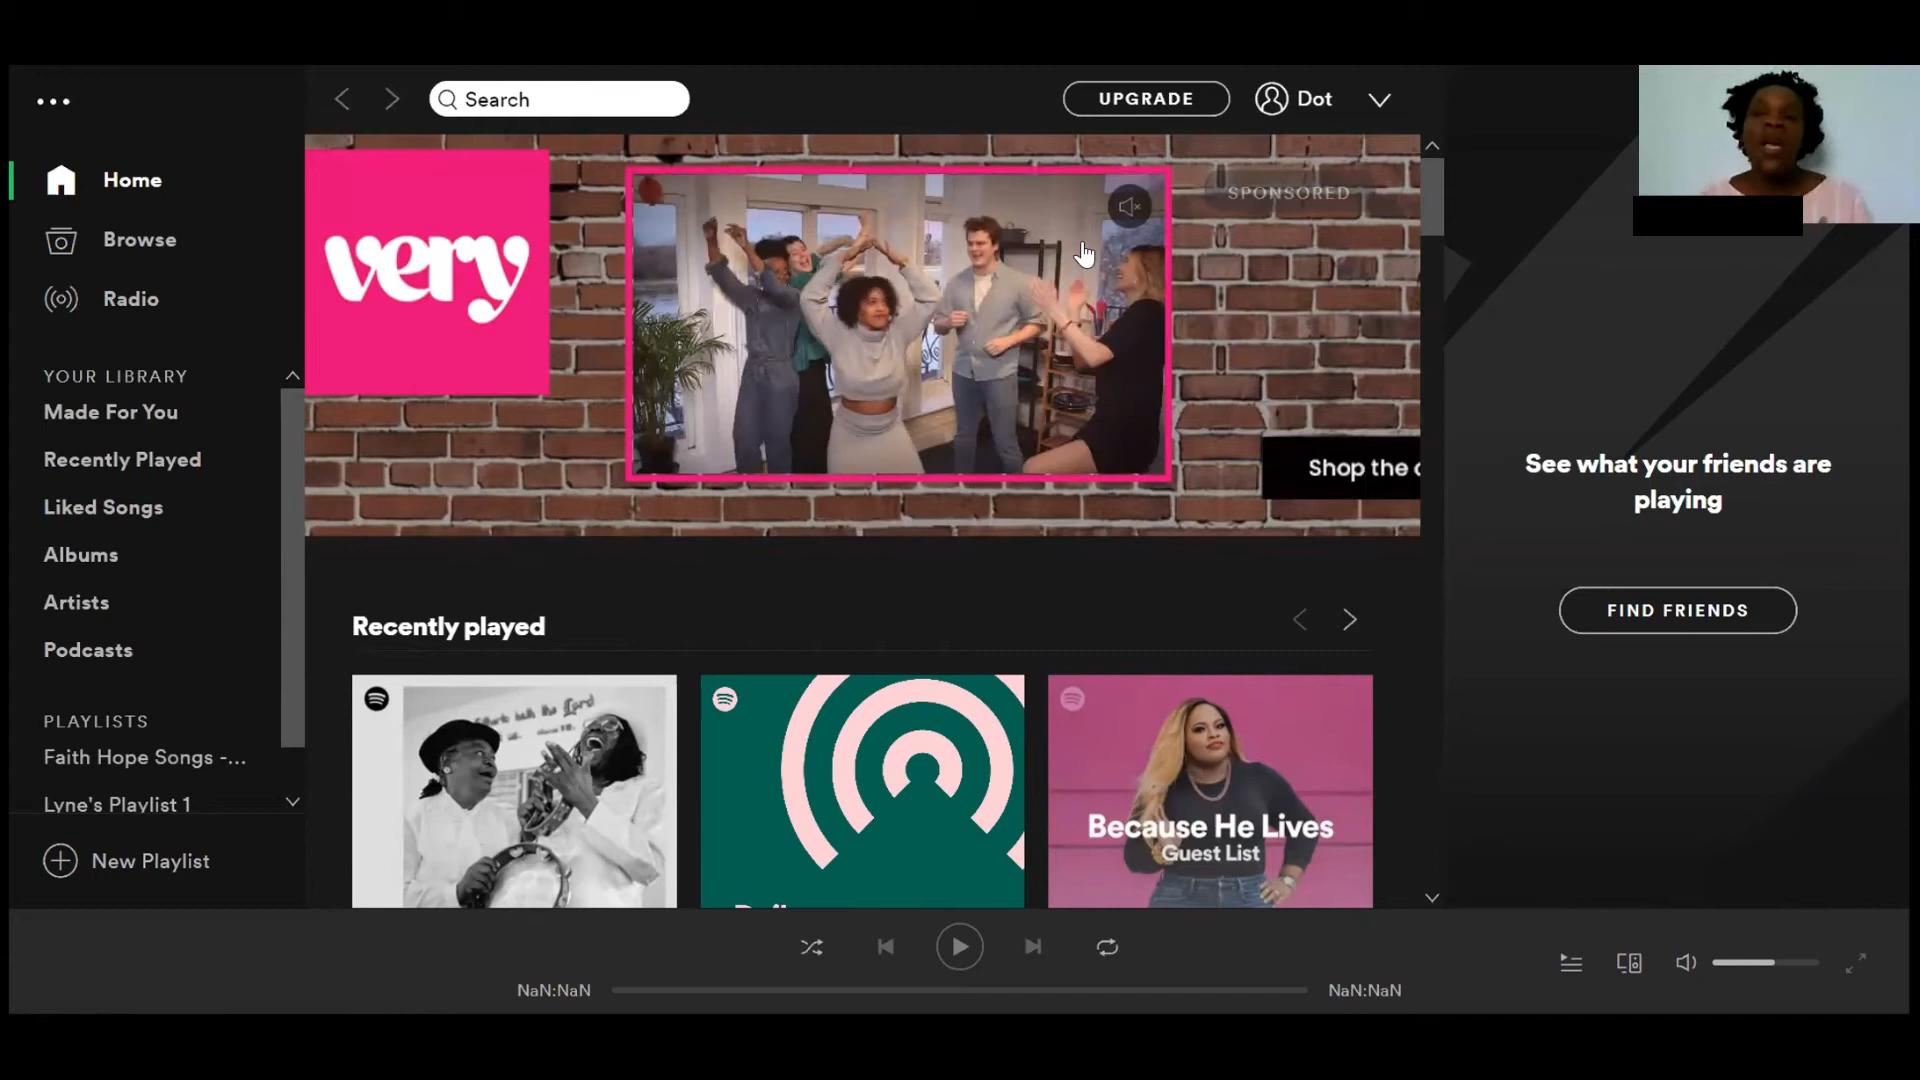 Search
UPGRADE
Dot
Home
Browse
Radio
YOUR LIBRARY
Made For You
Recently Played
Liked Songs
Albums
Artists
Podcasts
PLAYLISTS
Faith Hope Songs -...
Lyne's Playlist 1
New Playlist
very
SPONSORED
Shop the
Recently played
Because He Lives
Guest List
See what your friends are
playing
FIND FRIENDS
NaN:NaN
NaN:NaN